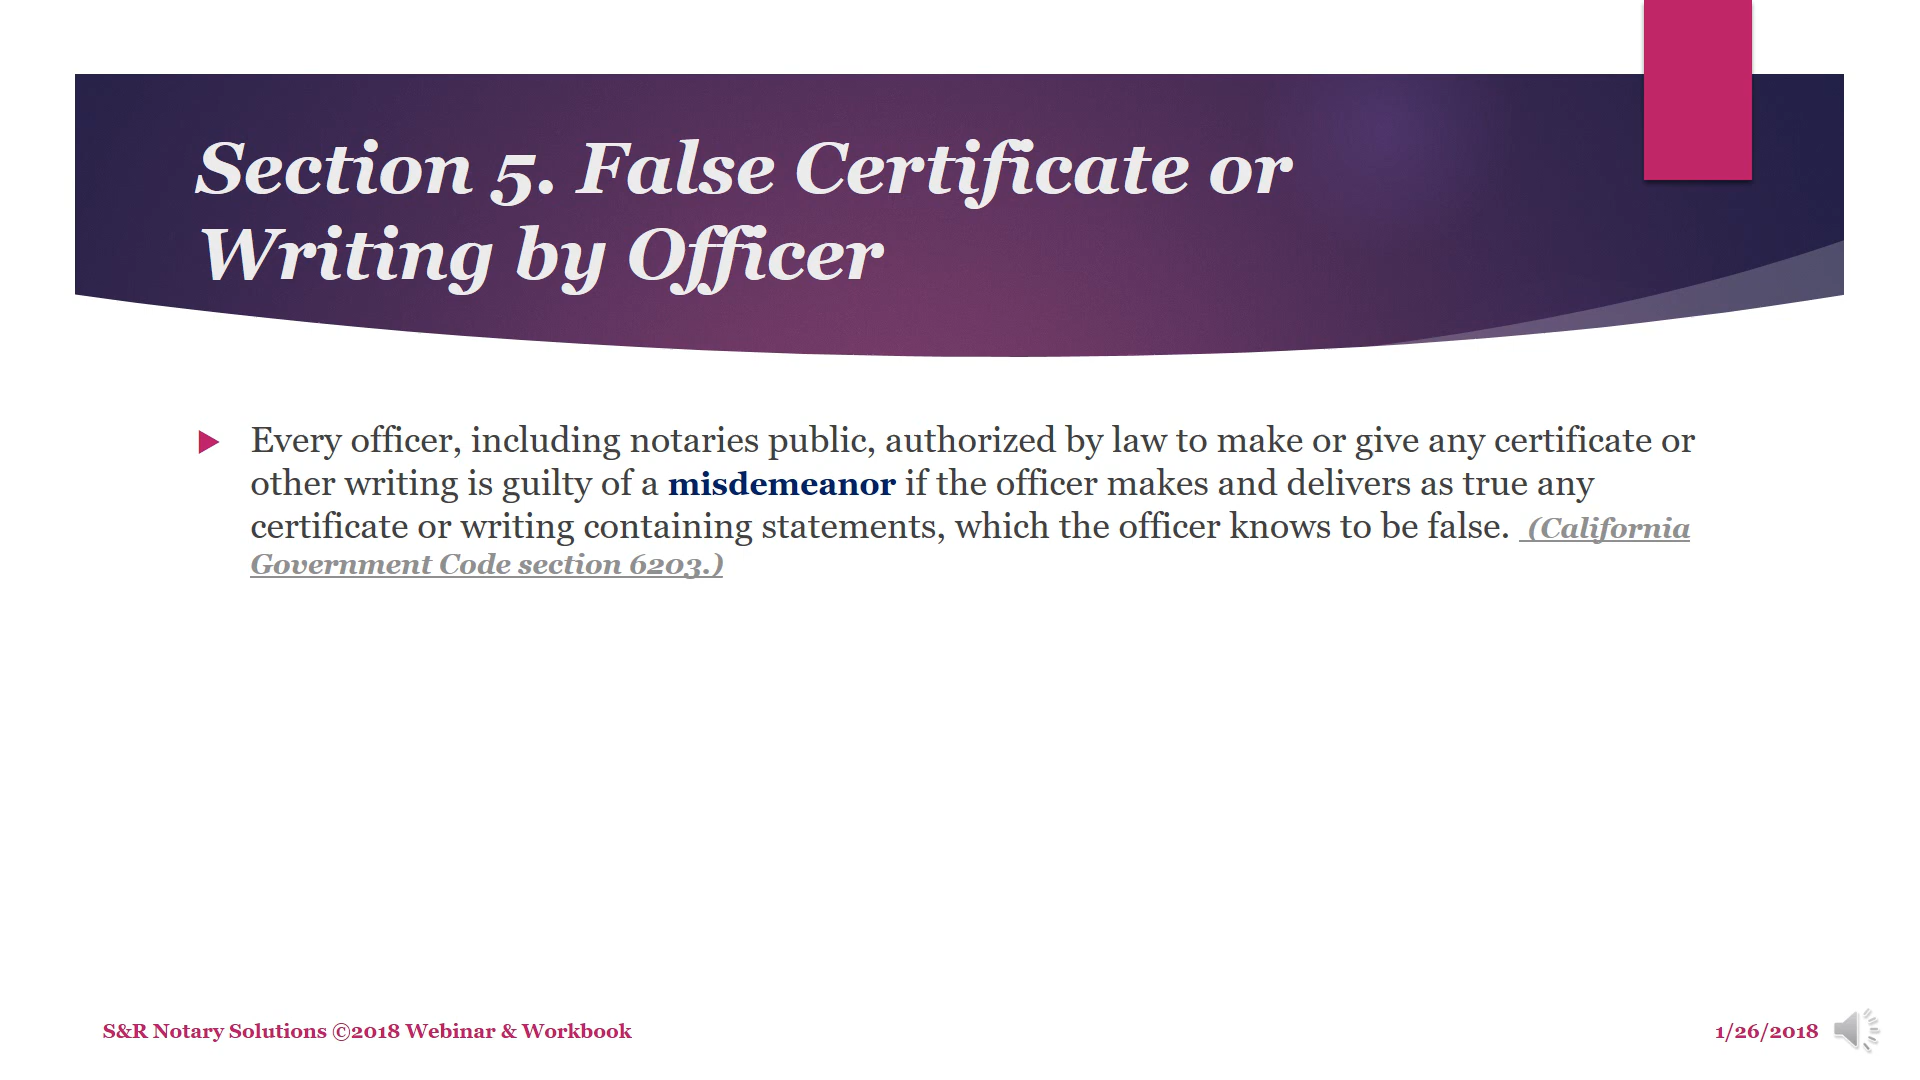 Section 5. False Certificate or
Writing by Officer
Every officer, including notaries public, authorized by law to make or give any certificate or
other writing is guilty of a misdemeanor if the officer makes and delivers as true any
certificate or writing containing statements, which the officer knows to be false. (California
Government Code section 6203.)
S&R Notary Solutions ©2018 Webinar & Workbook
1/26/2018